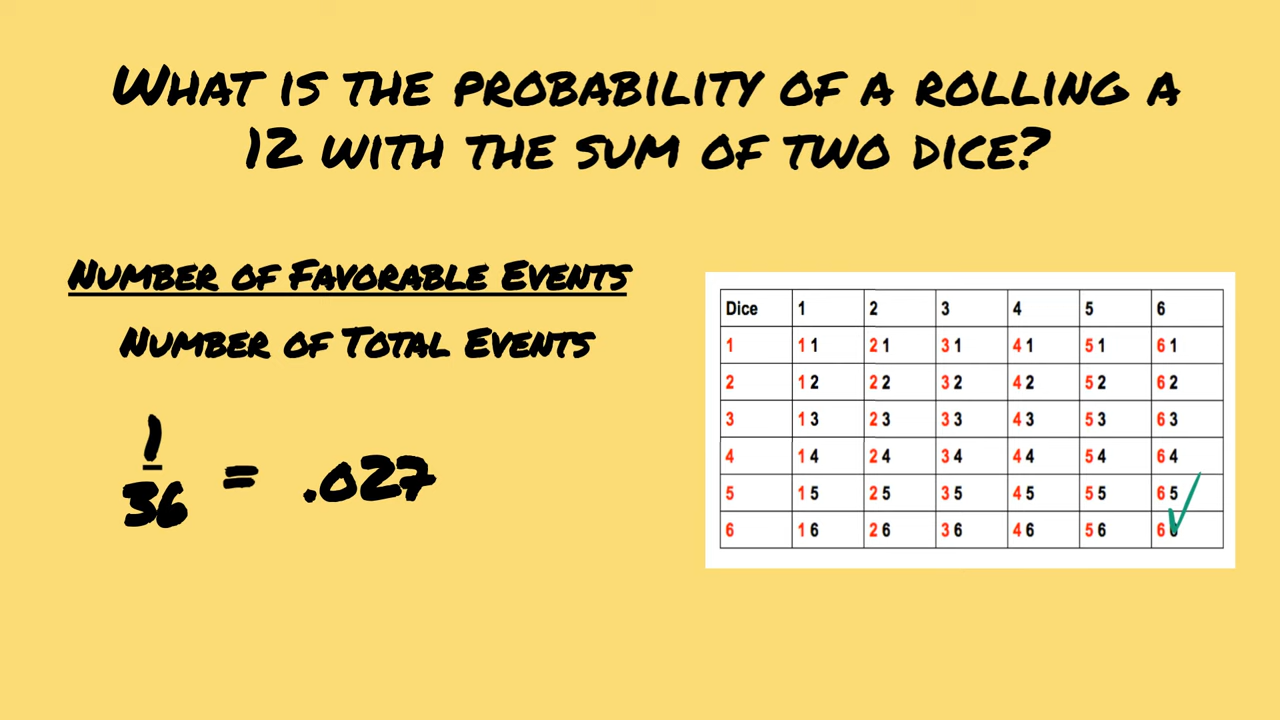 WHAT IS THE PROBABILITY OF A ROLLING A
12 WITH THE SUM OF TWO DICE?
NUMBER OF FAVORABLE EVENTS
NUMBER OF TOTAL EVENTS
1
36 = .027
Dice 1 2 3 4 5 6
1 1 1 2 1 3 1 4 1 5 1 6 1
2 1 2 2 2 3 2 4 2 5 2 6 2
3 1 3 2 3 3 3 4 3 5 3 6 3
4 1 4 2 4 3 4 4 4 5 4 6 4
5 1 5 2 5 3 5 4 5 5 5 6 5
6 1 6 2 6 3 6 4 6 5 6 6 6